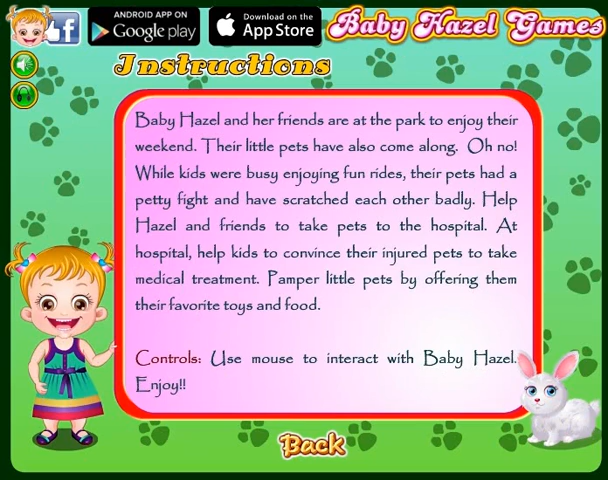 ANDROID APP ON
Google play
Download on the
App Store
Baby Hazel Games
f
Instructions
Baby Hazel and her friends are at the park to enjoy their
weekend. Their little pets have also come along. Oh no!
While kids were busy enjoying fun rides, their pets had a
petty fight and have scratched each other badly. Help
Hazel and friends to take pets to the hospital. At
hospital, help kids to convince their injured pets to take
medical treatment. Pamper little pets by offering them
their favorite toys and food.
Controls: Use mouse to interact with Baby Hazel.
Enjoy!!
Back